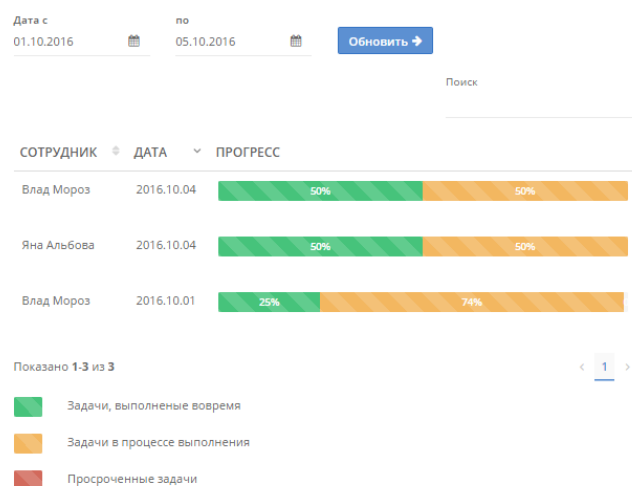 Дата с по
01.10.2016 05.10.2016 Обновить
Поиск
СОТРУДНИК ДАТА ПРОГРЕСС
Влад Мороз 2016.10.04 50% 50%
Яна Альбова 2016.10.04 50% 50%
Влад Мороз 2016.10.01 25% 74%
Показано 1-3 из 3 < 1 >
Задачи, выполненые вовремя
Задачи в процессе выполнения
Просроченные задачи